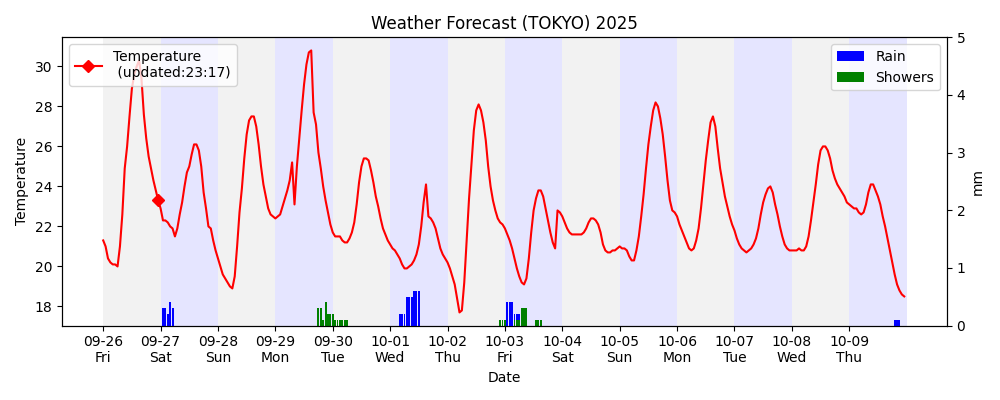 Weather Forecast (TOKYO) 2025
Temperature
(updated:23:17)
Rain
Showers
Temperature
30
28
26
24
22
20
18
5
4
3
2
1
0
mm
09-26 09-27 09-28 09-29 09-30 10-01 10-02 10-03 10-04 10-05 10-06 10-07 10-08 10-09
Fri Sat Sun Mon Tue Wed Thu Fri Sat Sun Mon Tue Wed Thu
Date